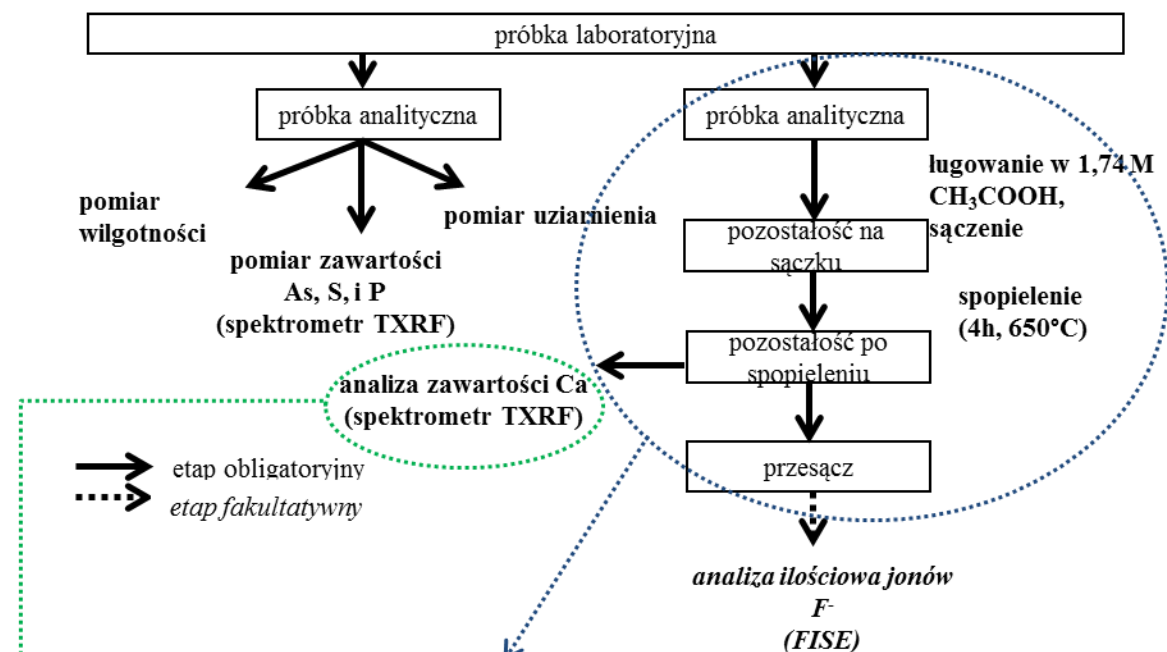 próbka laboratoryjna
próbka analityczna
próbka analityczna
pomiar
wilgotności
pomiar uziarnienia
pomiar zawartości
As, S, i P
(spektrometr TXRF)
ługowanie w 1,74 M
CH₃COOH,
sączenie
pozostałość na
sączku
spopielenie
(4h, 650°C)
pozostałość po
spopieleniu
analiza zawartości Ca
(spektrometr TXRF)
przesącz
etap obligatoryjny
etap fakultatywny
analiza ilościowa jonów
F⁻
(FISE)